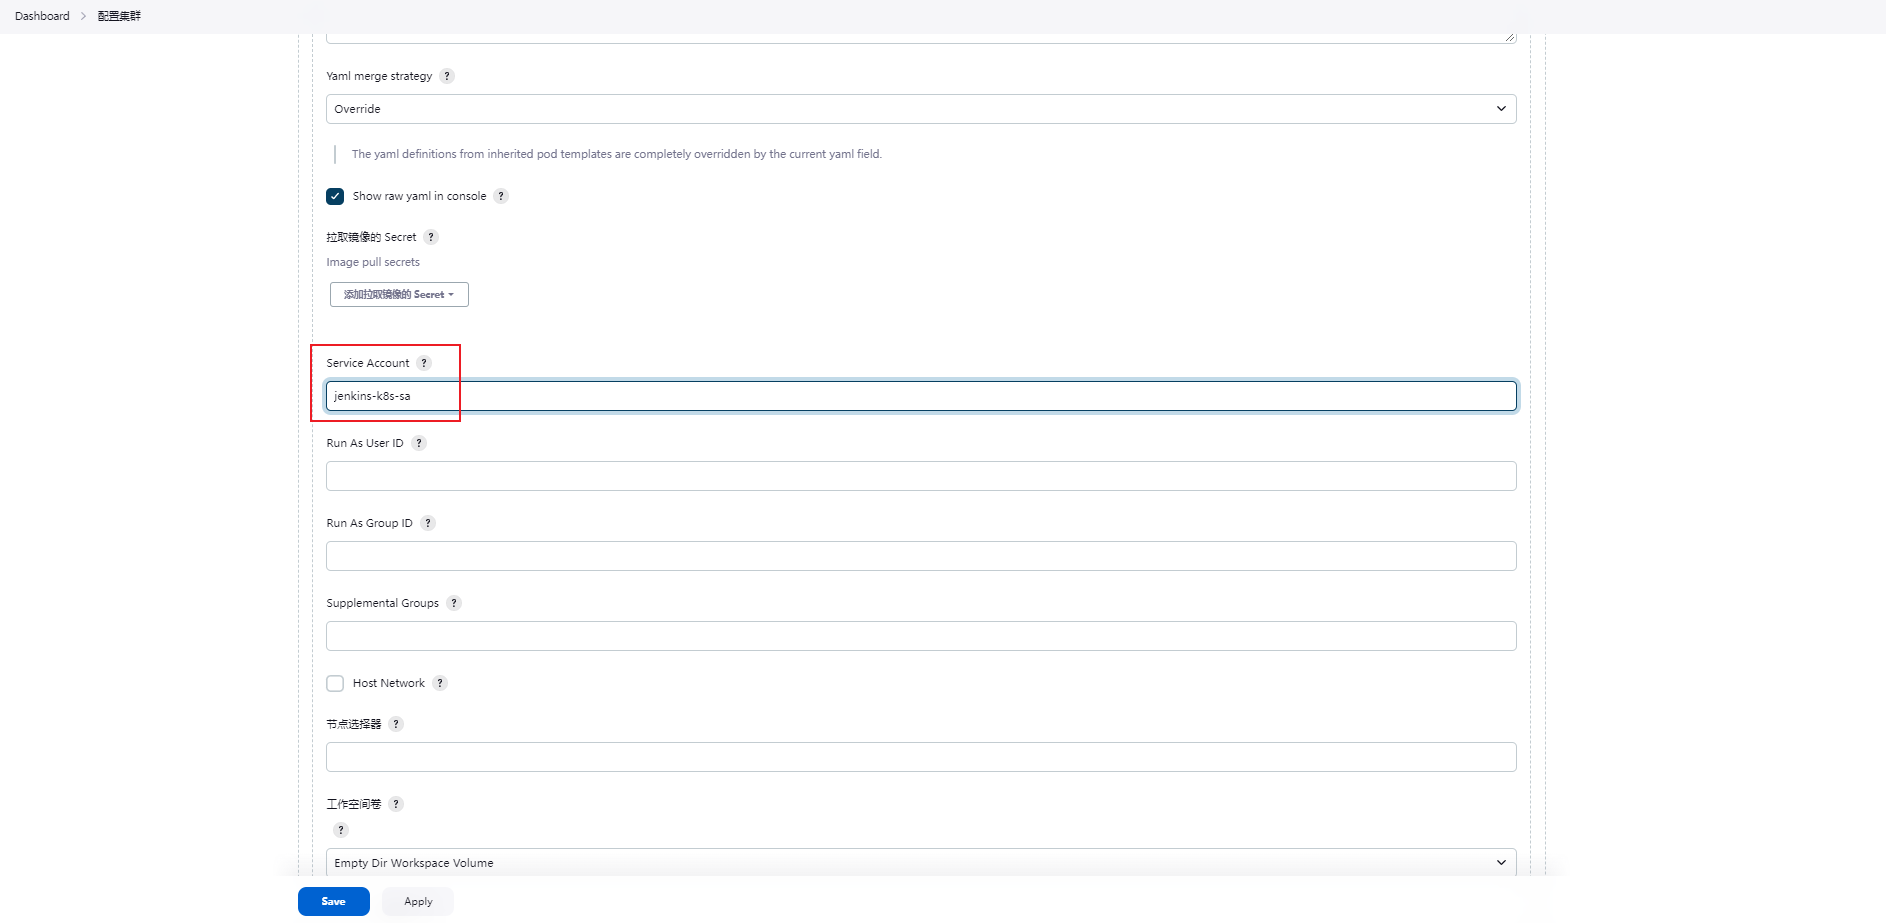 Dashboard > 配置集群
Yaml merge strategy ?
Override
The yaml definitions from inherited pod templates are completely overridden by the current yaml field.
Show raw yaml in console ?
拉取镜像的 Secret ?
Image pull secrets
添加拉取镜像的 Secret
Service Account ?
jenkins-k8s-sa
Run As User ID ?
Run As Group ID ?
Supplemental Groups ?
Host Network ?
节点选择器 ?
工作空间卷 ?
?
Empty Dir Workspace Volume
Save Apply